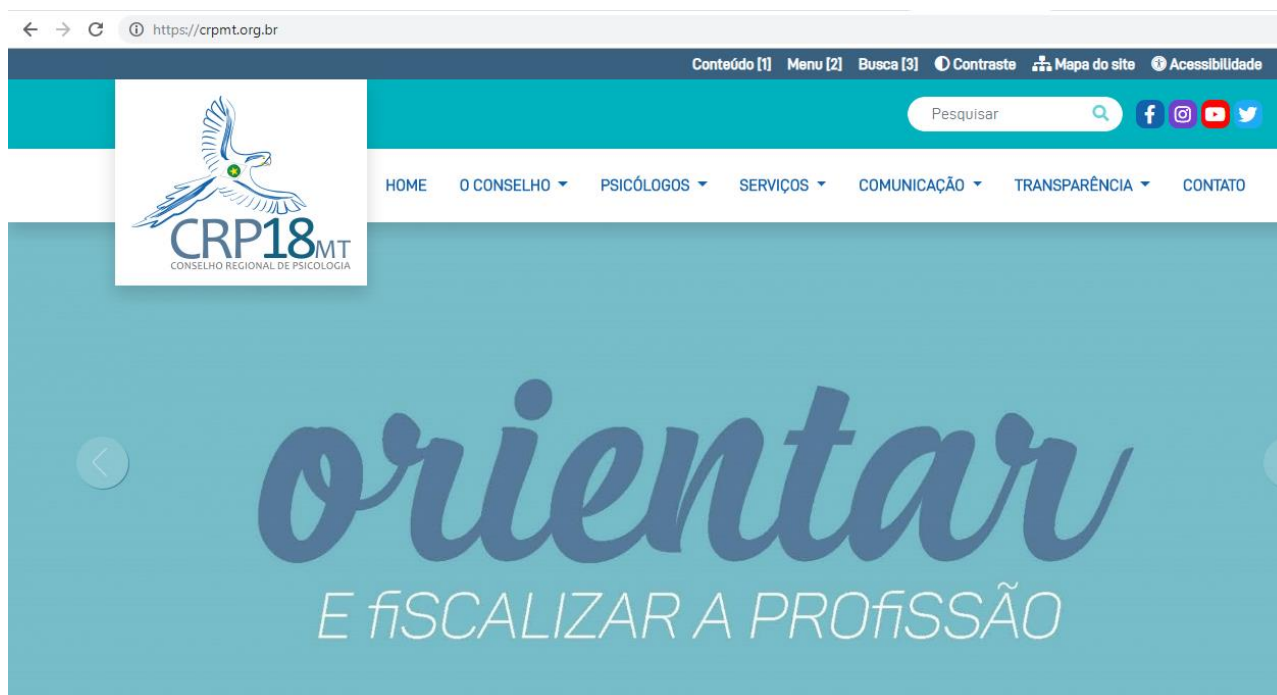 https://crpmt.org.br
Conteúdo [1] Menu [2] Busca [3] Contraste Mapa do site Acessibilidade
Pesquisar
HOME O CONSELHO PSICÓLOGOS SERVIÇOS COMUNICAÇÃO TRANSPARÊNCIA CONTATO
CRP18MT
CONSELHO REGIONAL DE PSICOLOGIA
orientar
E fiSCALIZAR A PROfiSSÃO